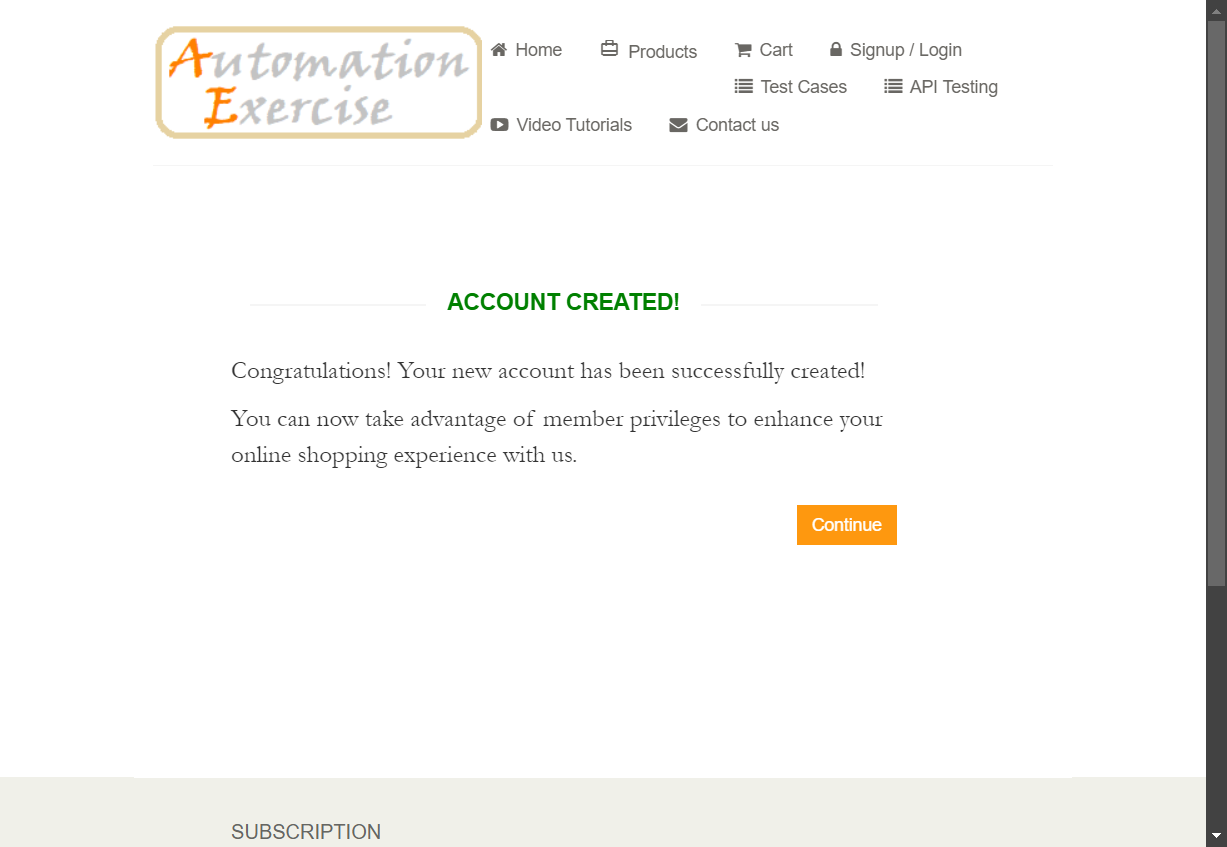 Automation
Exercise
Home Products Cart Signup / Login
Test Cases API Testing
Video Tutorials Contact us
ACCOUNT CREATED!
Congratulations! Your new account has been successfully created!
You can now take advantage of member privileges to enhance your
online shopping experience with us.
Continue
SUBSCRIPTION